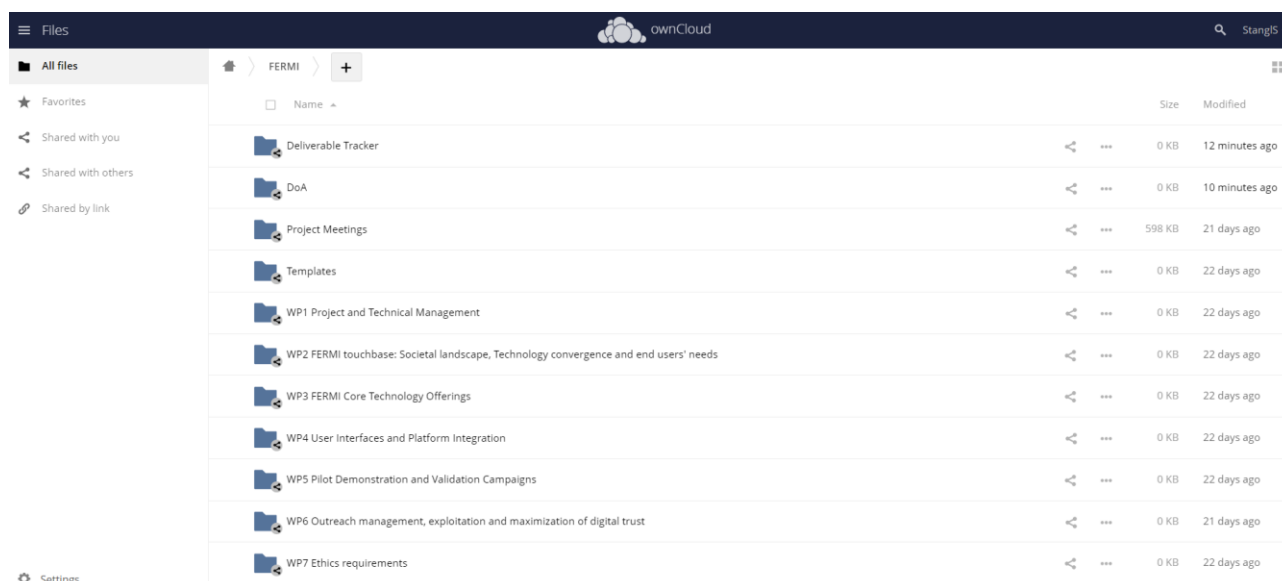 Files ownCloud StanglS
All files FERMI +
Favorites Name Size Modified
Shared with you Deliverable Tracker 0 KB 12 minutes ago
Shared with others DoA 0 KB 10 minutes ago
Shared by link Project Meetings 598 KB 21 days ago
Templates 0 KB 22 days ago
WP1 Project and Technical Management 0 KB 22 days ago
WP2 FERMI touchbase: Societal landscape, Technology convergence and end users' needs 0 KB 22 days ago
WP3 FERMI Core Technology Offerings 0 KB 22 days ago
WP4 User Interfaces and Platform Integration 0 KB 22 days ago
WP5 Pilot Demonstration and Validation Campaigns 0 KB 22 days ago
WP6 Outreach management, exploitation and maximization of digital trust 0 KB 21 days ago
WP7 Ethics requirements 0 KB 22 days ago
Settings